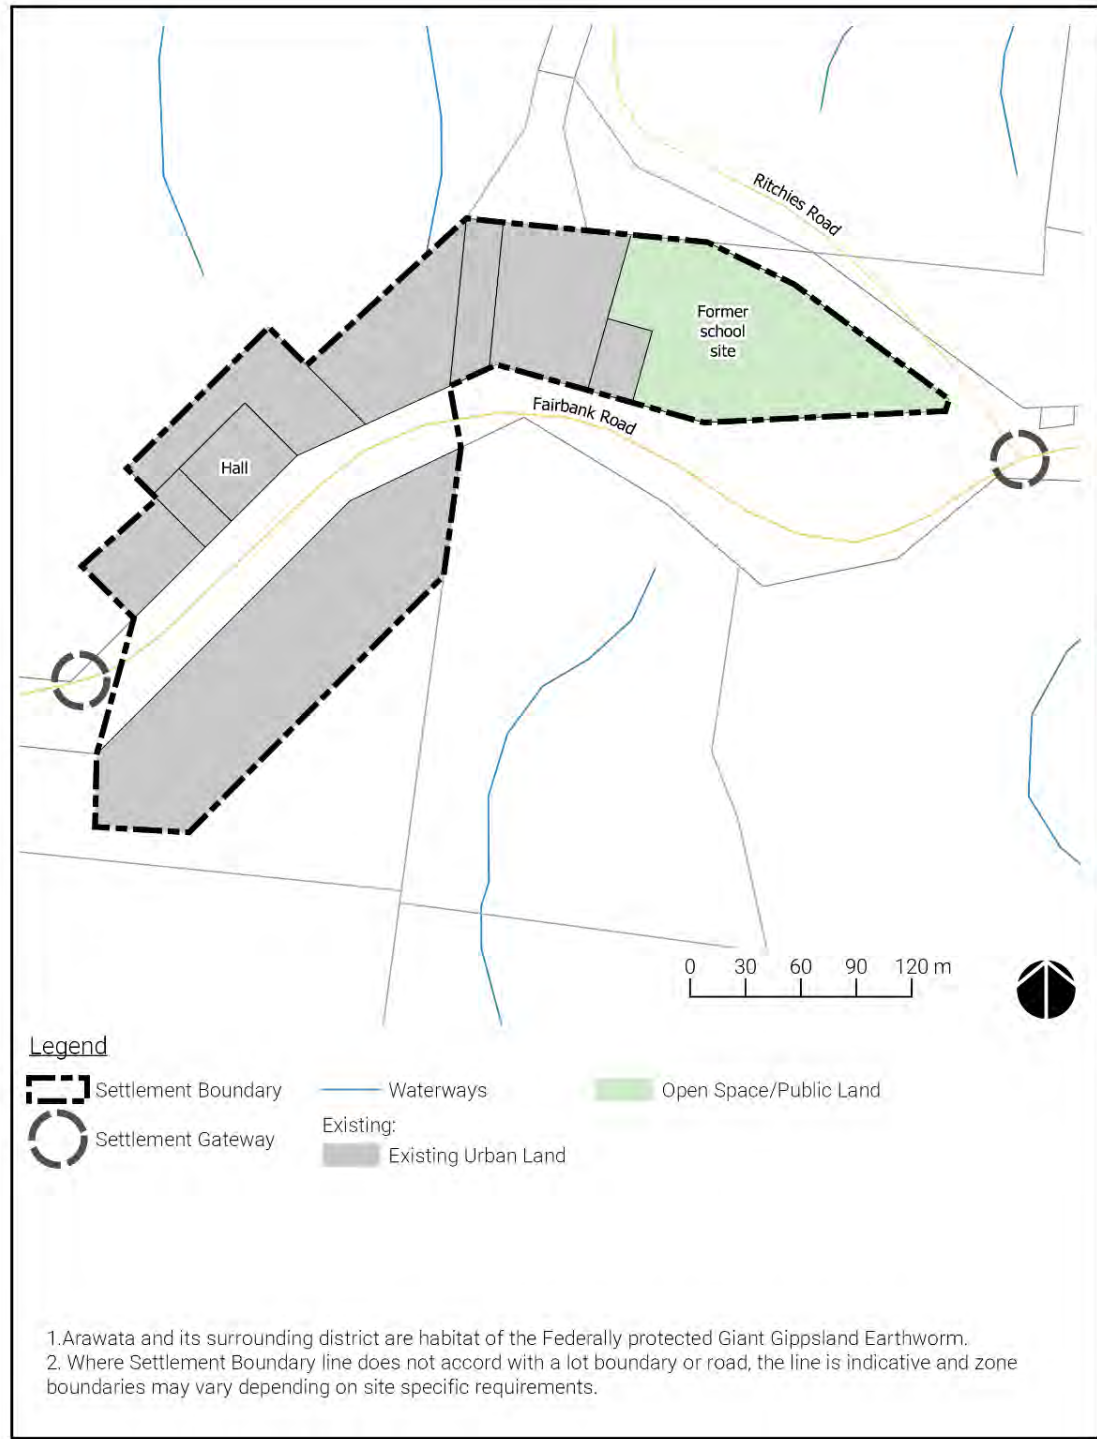 Ritchies Road
Former
school
site
Fairbank Road
Hall
0 30 60 90 120 m
Legend
Settlement Boundary
Waterways
Open Space/Public Land
Settlement Gateway
Existing:
Existing Urban Land
1.Arawata and its surrounding district are habitat of the Federally protected Giant Gippsland Earthworm.
2. Where Settlement Boundary line does not accord with a lot boundary or road, the line is indicative and zone
boundaries may vary depending on site specific requirements.